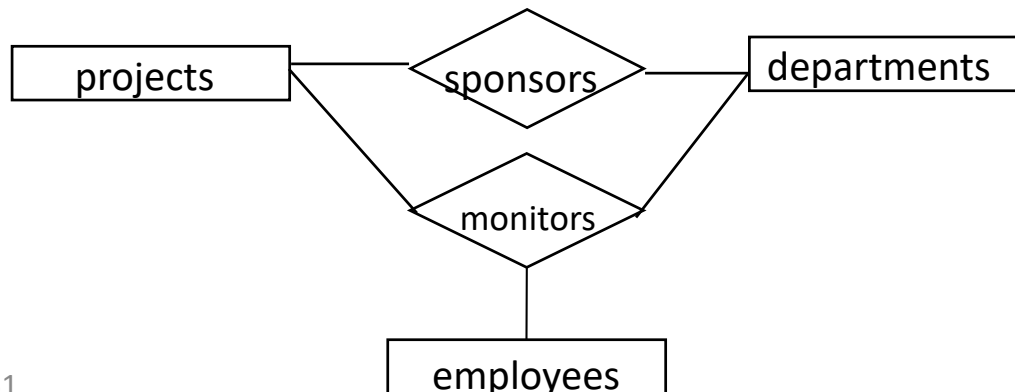 projects
sponsors
departments
monitors
employees
1